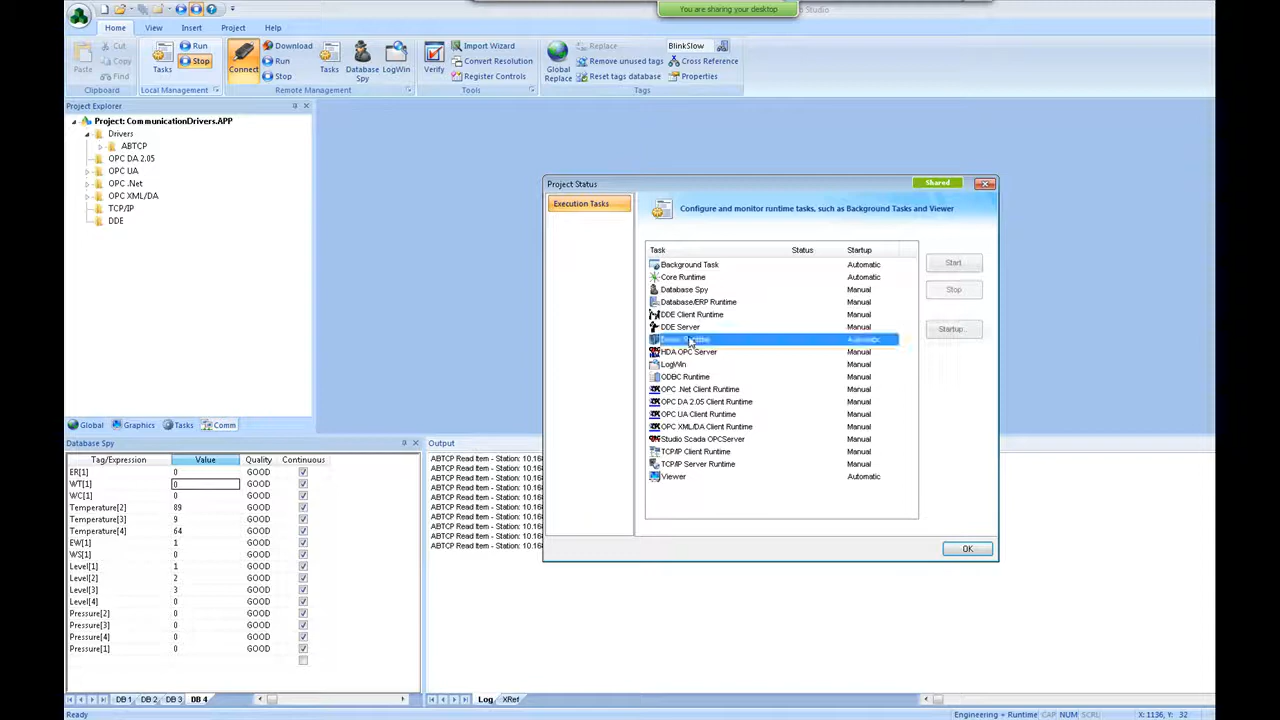 You are sharing your desktop
Studio
Home
View
Insert
Project
Help
Paste
Cut
Copy
Find
Clipboard
Tasks
Run
Stop
Local Management
Connect
Download
Run
Stop
Tasks
Database Spy
LogWin
Remote Management
Verify
Import Wizard
Convert Resolution
Register Controls
Tools
Global Replace
Replace
Remove unused tags
Reset tags database
BlinkSlow
Cross Reference
Properties
Tags
Project Explorer
Project: CommunicationDrivers.APP
Drivers
ABTCP
OPC DA 2.05
OPC UA
OPC .Net
OPC XML/DA
TCP/IP
DDE
Global
Graphics
Tasks
Comm
Project Status
Shared
Execution Tasks
Configure and monitor runtime tasks, such as Background Tasks and Viewer
Task Status Startup
Background Task Automatic
Core Runtime Automatic
Database Spy Manual
Database/ERP Runtime Manual
DDE Client Runtime Manual
DDE Server Manual
Automatic
HDA OPC Server Manual
LogWin Manual
ODBC Runtime Manual
OPC .Net Client Runtime Manual
OPC DA 2.05 Client Runtime Manual
OPC UA Client Runtime Manual
OPC XML/DA Client Runtime Manual
Studio Scada OPCServer Manual
TCP/IP Client Runtime Manual
TCP/IP Server Runtime Manual
Viewer Automatic
Start
Stop
Startup...
OK
Database Spy
Tag/Expression Value Quality Continuous
ER[1] 0 GOOD
WT[1] 0 GOOD
WC[1] 0 GOOD
Temperature[2] 89 GOOD
Temperature[3] 9 GOOD
Temperature[4] 64 GOOD
EW[1] 1 GOOD
WS[1] 0 GOOD
Level[1] 1 GOOD
Level[2] 2 GOOD
Level[3] 3 GOOD
Level[4] 0 GOOD
Pressure[2] 0 GOOD
Pressure[3] 0 GOOD
Pressure[4] 0 GOOD
Pressure[1] 0 GOOD
DB 1
DB 2
DB 3
DB 4
Output
ABTCP Read Item - Station: 10.16
ABTCP Read Item - Station: 10.16
ABTCP Read Item - Station: 10.16
ABTCP Read Item - Station: 10.16
ABTCP Read Item - Station: 10.16
ABTCP Read Item - Station: 10.16
ABTCP Read Item - Station: 10.16
ABTCP Read Item - Station: 10.16
Log
XRef
Ready
Engineering + Runtime CAP NUM SCRL X: 1136, Y: 32